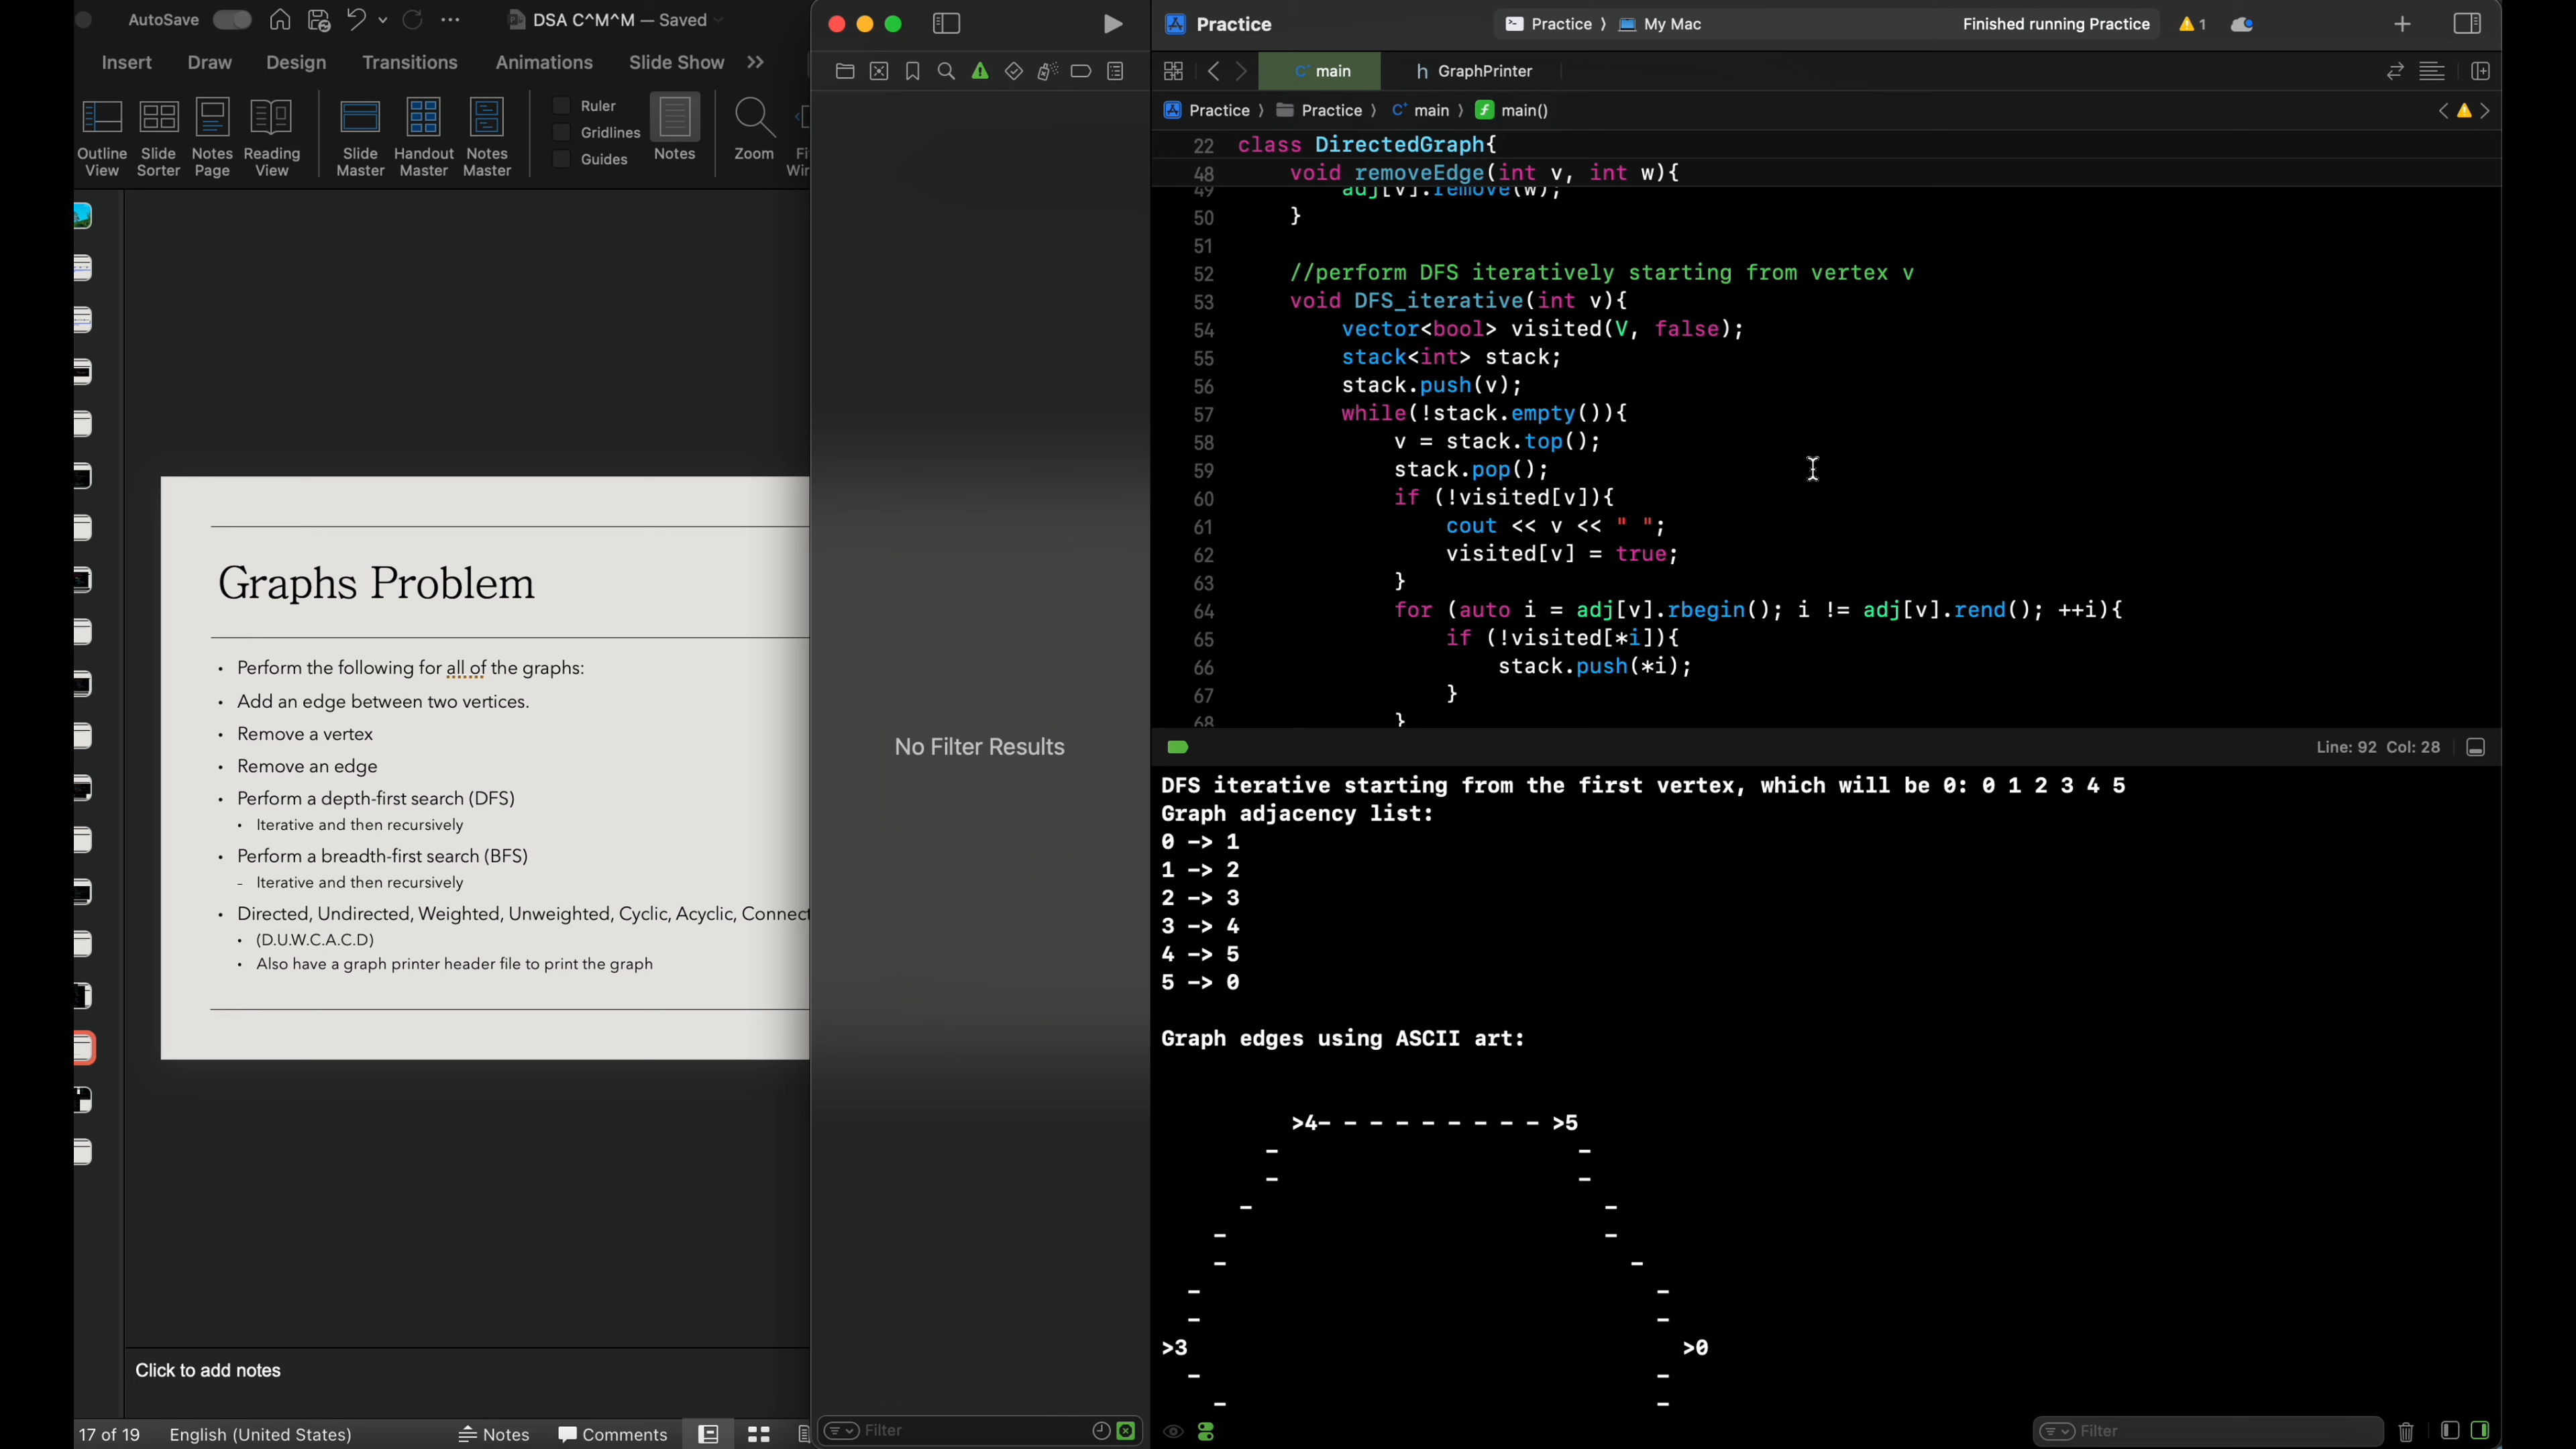 AutoSave
DSA C^M^M — Saved
Insert Draw Design Transitions Animations Slide Show »
Outline View
Slide Sorter
Notes Page
Reading View
Slide Master
Handout Master
Notes Master
Ruler
Gridlines
Guides
Notes
Zoom
Graphs Problem
• Perform the following for all of the graphs:
• Add an edge between two vertices.
• Remove a vertex
• Remove an edge
• Perform a depth-first search (DFS)
• Iterative and then recursively
• Perform a breadth-first search (BFS)
- Iterative and then recursively
• Directed, Undirected, Weighted, Unweighted, Cyclic, Acyclic, Connect
• (D.U.W.C.A.C.D)
• Also have a graph printer header file to print the graph
Click to add notes
17 of 19 English (United States) Notes Comments
No Filter Results
Filter
Practice
Practice ⟩ My Mac
Finished running Practice
1
main
h GraphPrinter
Practice ⟩ Practice ⟩ main ⟩ main()
22 class DirectedGraph{
48 void removeEdge(int v, int w){
49 adj[v].remove(w);
50 }
51
52 //perform DFS iteratively starting from vertex v
53 void DFS_iterative(int v){
54 vector<bool> visited(V, false);
55 stack<int> stack;
56 stack.push(v);
57 while(!stack.empty()){
58 v = stack.top();
59 stack.pop();
60 if (!visited[v]){
61 cout << v << " ";
62 visited[v] = true;
63 }
64 for (auto i = adj[v].rbegin(); i != adj[v].rend(); ++i){
65 if (!visited[*i]){
66 stack.push(*i);
67 }
68 }
Line: 92 Col: 28
DFS iterative starting from the first vertex, which will be 0: 0 1 2 3 4 5
Graph adjacency list:
0 -> 1
1 -> 2
2 -> 3
3 -> 4
4 -> 5
5 -> 0
Graph edges using ASCII art:
>4- - - - - - - - - >5
>3 >0
Filter